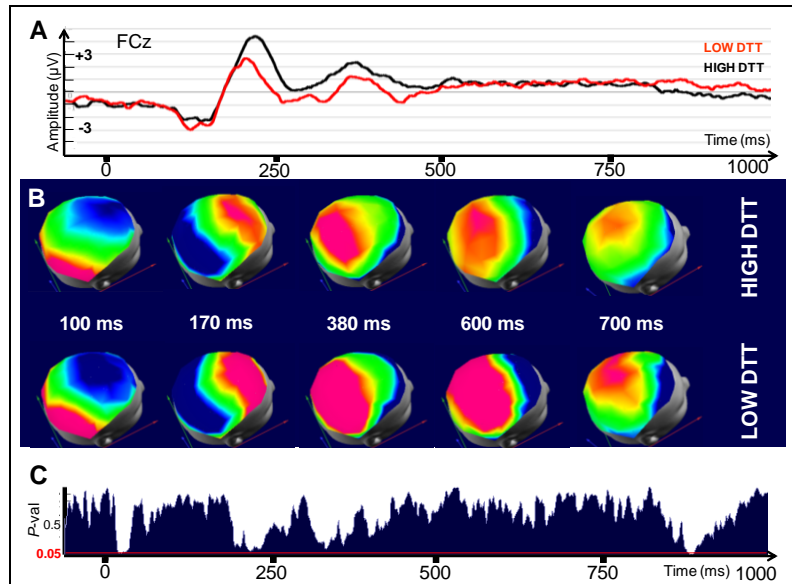 A
FCz
+3
LOW DTT
HIGH DTT
Amplitude (µV)
-3
Time (ms)
0 250 500 750 1000
B
HIGH DTT
100 ms 170 ms 380 ms 600 ms 700 ms
LOW DTT
C
P-val
0.5
0.05
0 250 500 750 Time (ms) 1000